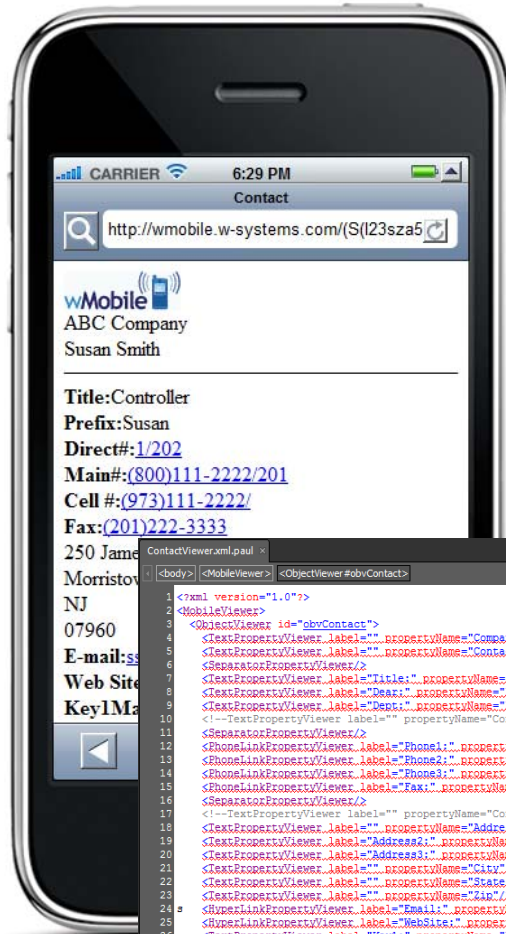 CARRIER 6:29 PM
Contact
http://wmobile.w-systems.com/(S(l23sza5
wMobile
ABC Company
Susan Smith
Title:Controller
Prefix:Susan
Direct#:1/202
Main#:(800)111-2222/201
Cell #:(973)111-2222/
Fax:(201)222-3333
250 Jame
Morristov
NJ
07960
E-mail:ss
Web Site
Key1Ma
ContactViewer.xml.paul ×
<body> <MobileViewer> <ObjectViewer#obvContact>
1 <?xml version="1.0"?>
2 <MobileViewer>
3 <ObjectViewer id="obvContact">
4 <TextPropertyViewer label="" propertyName="Compa
5 <TextPropertyViewer label="" propertyName="Conta
6 <SeparatorPropertyViewer/>
7 <TextPropertyViewer label="Title:" propertyName=
8 <TextPropertyViewer label="Dear:" propertyName="
9 <TextPropertyViewer label="Dept:" propertyName="
10 <!--TextPropertyViewer label="" propertyName="Co
11 <SeparatorPropertyViewer/>
12 <PhoneLinkPropertyViewer label="Phone1:" propert
13 <PhoneLinkPropertyViewer label="Phone2:" propert
14 <PhoneLinkPropertyViewer label="Phone3:" propert
15 <PhoneLinkPropertyViewer label="Fax:" propertyNa
16 <SeparatorPropertyViewer/>
17 <!--TextPropertyViewer label="" propertyName="Co
18 <TextPropertyViewer label="" propertyName="Addre
19 <TextPropertyViewer label="Address2:" propertyNa
20 <TextPropertyViewer label="Address3:" propertyNa
21 <TextPropertyViewer label="" propertyName="City"
22 <TextPropertyViewer label="" propertyName="State
23 <TextPropertyViewer label="" propertyName="Zip"/
24 s <HyperLinkPropertyViewer label="Email:" property
25 <HyperLinkPropertyViewer label="WebSite:" proper